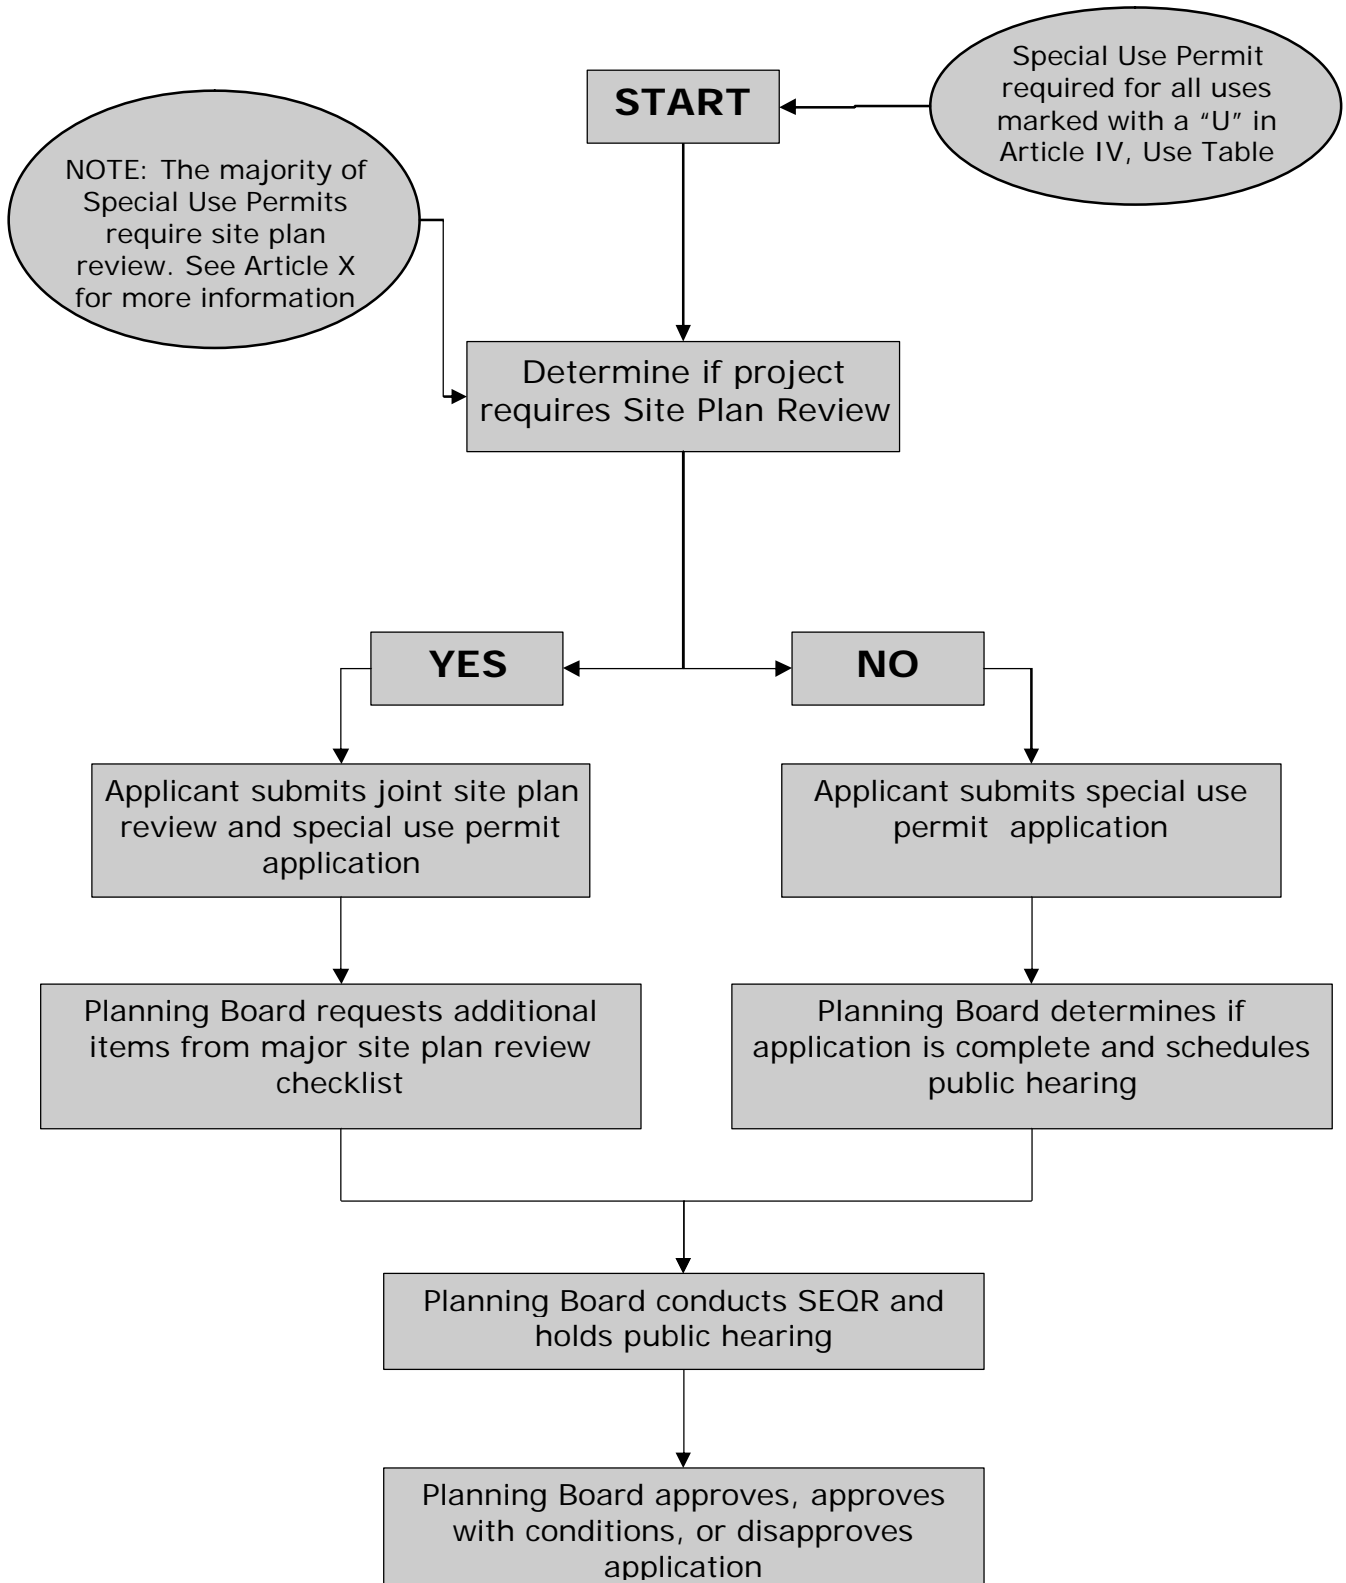 START
Special Use Permit
required for all uses
marked with a “U” in
Article IV, Use Table
NOTE: The majority of
Special Use Permits
require site plan
review. See Article X
for more information
Determine if project
requires Site Plan Review
YES
NO
Applicant submits joint site plan
review and special use permit
application
Applicant submits special use
permit application
Planning Board requests additional
items from major site plan review
checklist
Planning Board determines if
application is complete and schedules
public hearing
Planning Board conducts SEQR and
holds public hearing
Planning Board approves, approves
with conditions, or disapproves
application